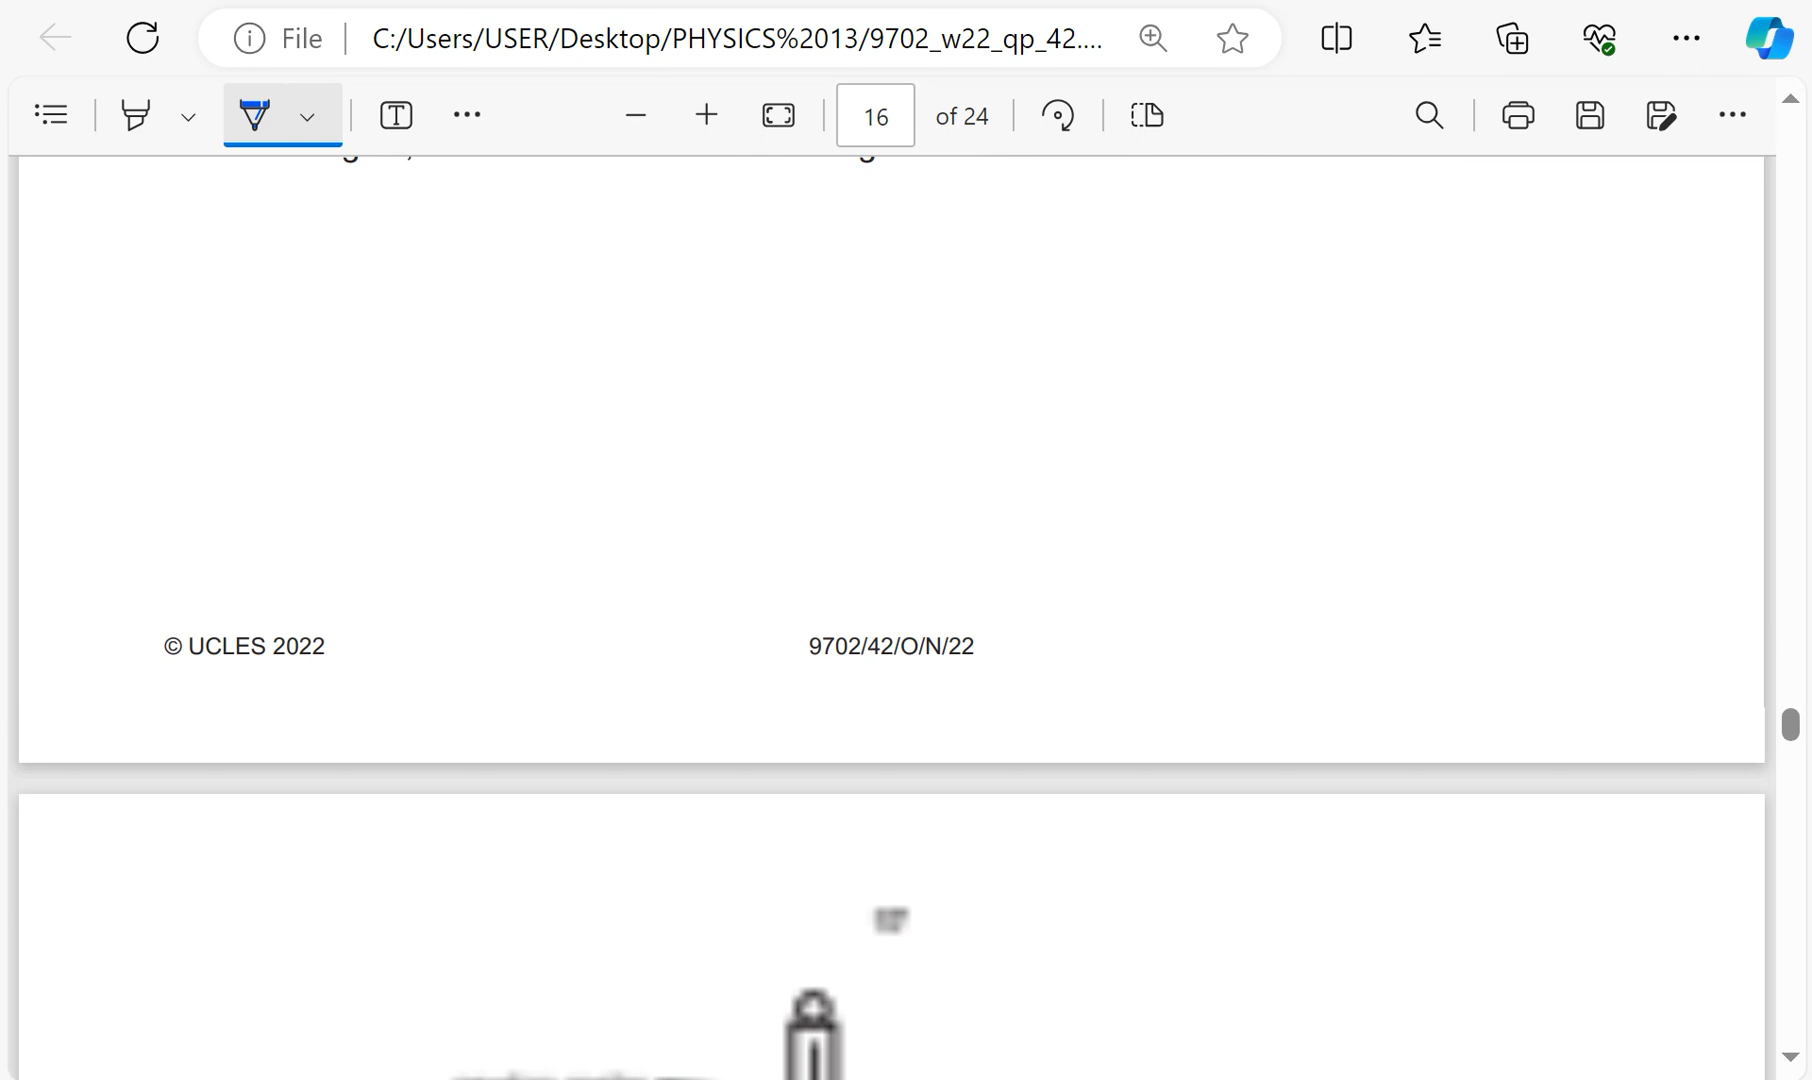 File C:/Users/USER/Desktop/PHYSICS%2013/9702_w22_qp_42....
16 of 24
© UCLES 2022 9702/42/O/N/22